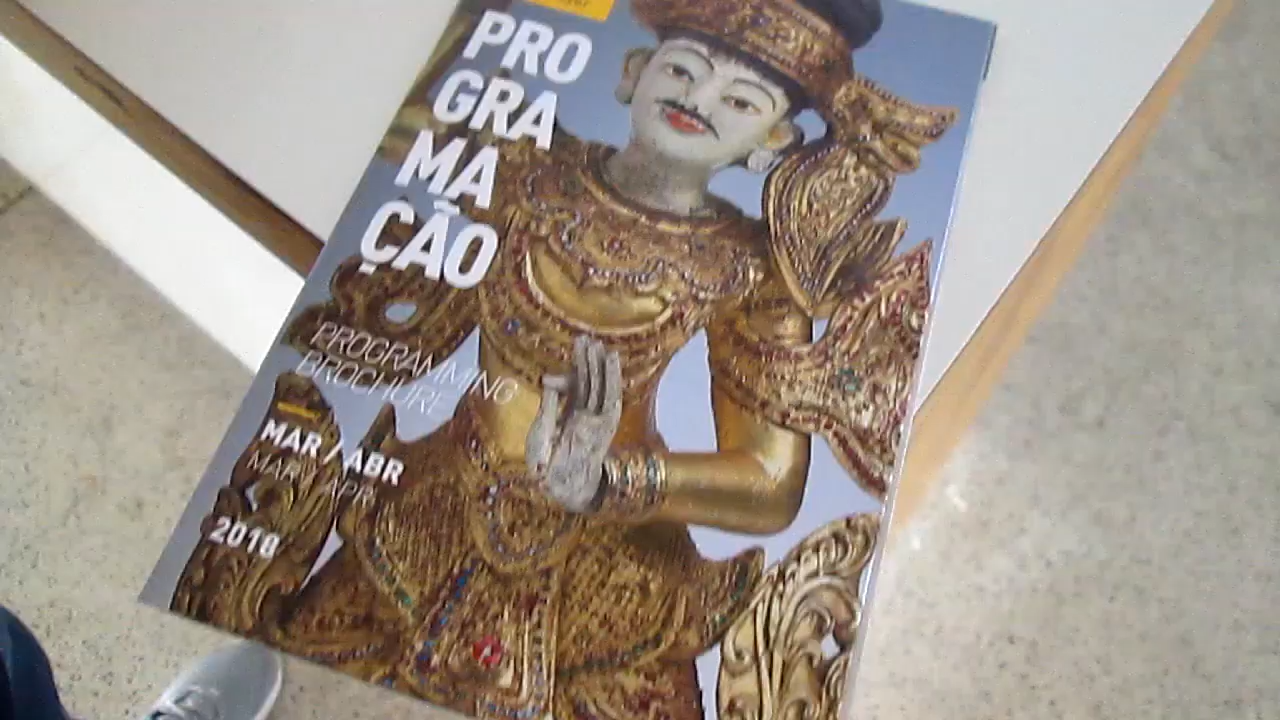 PRO
GRA
MA
ÇÃO
PROGRAMMING
BROCHURE
MAR / ABR
MAR / APR
2018